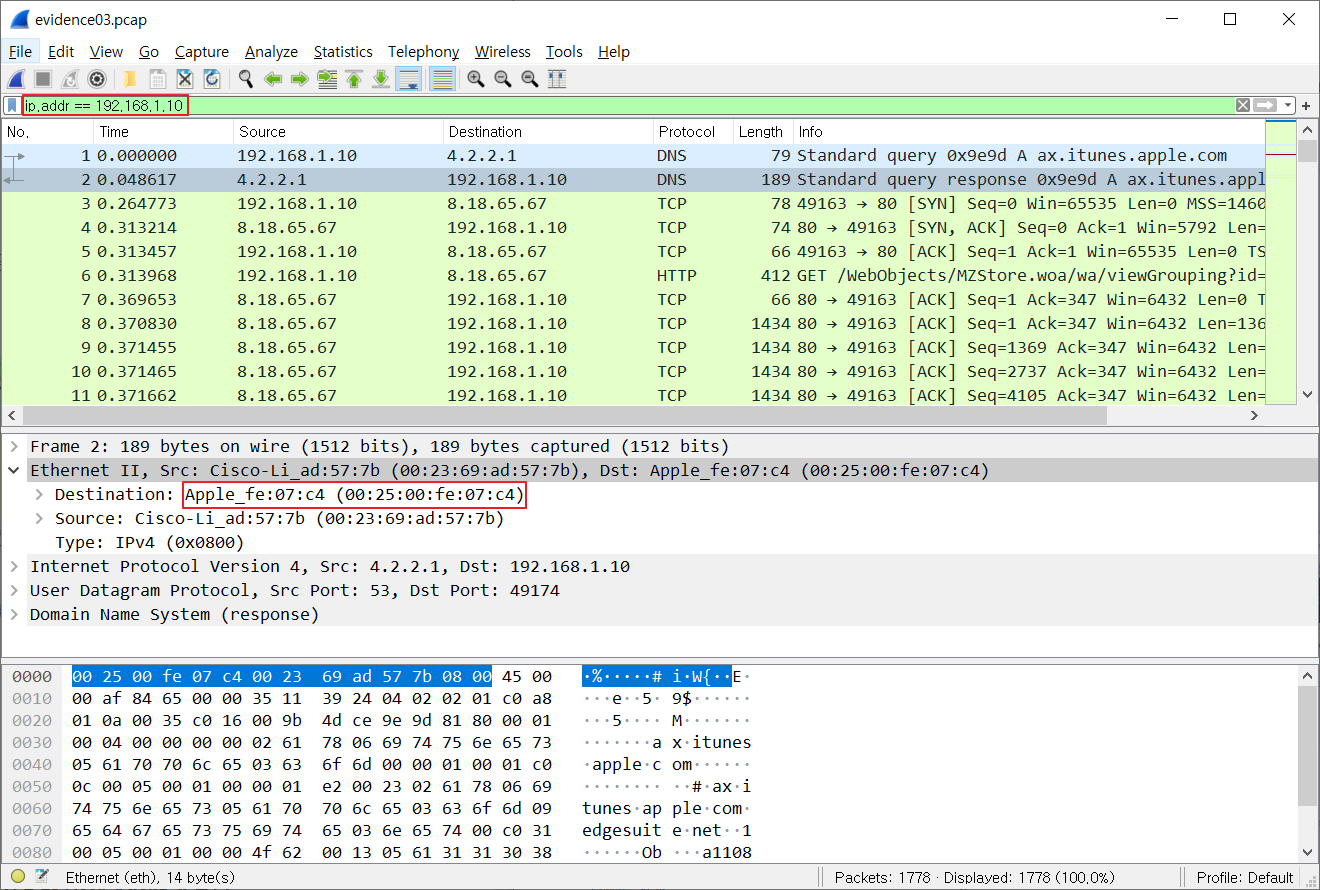 evidence03.pcap
File Edit View Go Capture Analyze Statistics Telephony Wireless Tools Help
ip.addr == 192.168.1.10
No. Time Source Destination Protocol Length Info
1 0.000000 192.168.1.10 4.2.2.1 DNS 79 Standard query 0x9e9d A ax.itunes.apple.com
2 0.048617 4.2.2.1 192.168.1.10 DNS 189 Standard query response 0x9e9d A ax.itunes.appl
3 0.264773 192.168.1.10 8.18.65.67 TCP 78 49163 → 80 [SYN] Seq=0 Win=65535 Len=0 MSS=1460
4 0.313214 8.18.65.67 192.168.1.10 TCP 74 80 → 49163 [SYN, ACK] Seq=0 Ack=1 Win=5792 Len=
5 0.313457 192.168.1.10 8.18.65.67 TCP 66 49163 → 80 [ACK] Seq=1 Ack=1 Win=65535 Len=0 TS
6 0.313968 192.168.1.10 8.18.65.67 HTTP 412 GET /WebObjects/MZStore.woa/wa/viewGrouping?id=
7 0.369653 8.18.65.67 192.168.1.10 TCP 66 80 → 49163 [ACK] Seq=1 Ack=347 Win=6432 Len=0 T
8 0.370830 8.18.65.67 192.168.1.10 TCP 1434 80 → 49163 [ACK] Seq=1 Ack=347 Win=6432 Len=136
9 0.371455 8.18.65.67 192.168.1.10 TCP 1434 80 → 49163 [ACK] Seq=1369 Ack=347 Win=6432 Len=
10 0.371465 8.18.65.67 192.168.1.10 TCP 1434 80 → 49163 [ACK] Seq=2737 Ack=347 Win=6432 Len=
11 0.371662 8.18.65.67 192.168.1.10 TCP 1434 80 → 49163 [ACK] Seq=4105 Ack=347 Win=6432 Len=
Frame 2: 189 bytes on wire (1512 bits), 189 bytes captured (1512 bits)
Ethernet II, Src: Cisco-Li_ad:57:7b (00:23:69:ad:57:7b), Dst: Apple_fe:07:c4 (00:25:00:fe:07:c4)
Destination: Apple_fe:07:c4 (00:25:00:fe:07:c4)
Source: Cisco-Li_ad:57:7b (00:23:69:ad:57:7b)
Type: IPv4 (0x0800)
Internet Protocol Version 4, Src: 4.2.2.1, Dst: 192.168.1.10
User Datagram Protocol, Src Port: 53, Dst Port: 49174
Domain Name System (response)
0000 00 25 00 fe 07 c4 00 23 69 ad 57 7b 08 00 45 00 ·%·····# i·W{··E·
0010 00 af 84 65 00 00 35 11 39 24 04 02 02 01 c0 a8 ···e··5· 9$······
0020 01 0a 00 35 c0 16 00 9b 4d ce 9e 9d 81 80 00 01 ···5···· M·······
0030 00 04 00 00 00 00 02 61 78 06 69 74 75 6e 65 73 ·······a x·itunes
0040 05 61 70 70 6c 65 03 63 6f 6d 00 00 01 00 01 c0 ·apple·c om······
0050 0c 00 05 00 01 00 00 01 e2 00 23 02 61 78 06 69 ········ ··#·ax·i
0060 74 75 6e 65 73 05 61 70 70 6c 65 03 63 6f 6d 09 tunes·ap ple·com·
0070 65 64 67 65 73 75 69 74 65 03 6e 65 74 00 c0 31 edgesuit e·net··1
0080 00 05 00 01 00 00 4f 62 00 13 05 61 31 31 30 38 ······Ob ···a1108
Ethernet (eth), 14 byte(s) Packets: 1778 · Displayed: 1778 (100.0%) Profile: Default